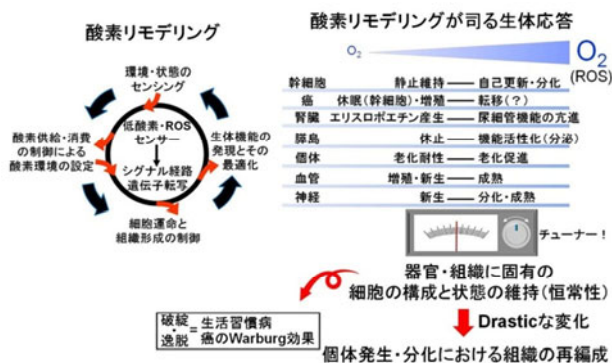 酸素リモデリング
環境・状態の
センシング
酸素供給・消費
の制御による
酸素環境の設定
低酸素・ROS
センサー
シグナル経路
遺伝子転写
生体機能の
発現とその
最適化
細胞運命と
組織形成の制御
酸素リモデリングが司る生体応答
O2 O2
(ROS)
幹細胞 静止維持 自己更新・分化
癌 休眠(幹細胞)・増殖 転移(?)
腎臓 エリスロポエチン産生 尿細管機能の亢進
膵島 休止 機能活性化(分泌)
個体 老化耐性 老化促進
血管 増殖・新生 成熟
神経 新生 分化・成熟
チューナー!
器官・組織に固有の
細胞の構成と状態の維持(恒常性)
破綻・逸脱 = 生活習慣病
癌のWarburg効果
Drasticな変化
個体発生・分化における組織の再編成